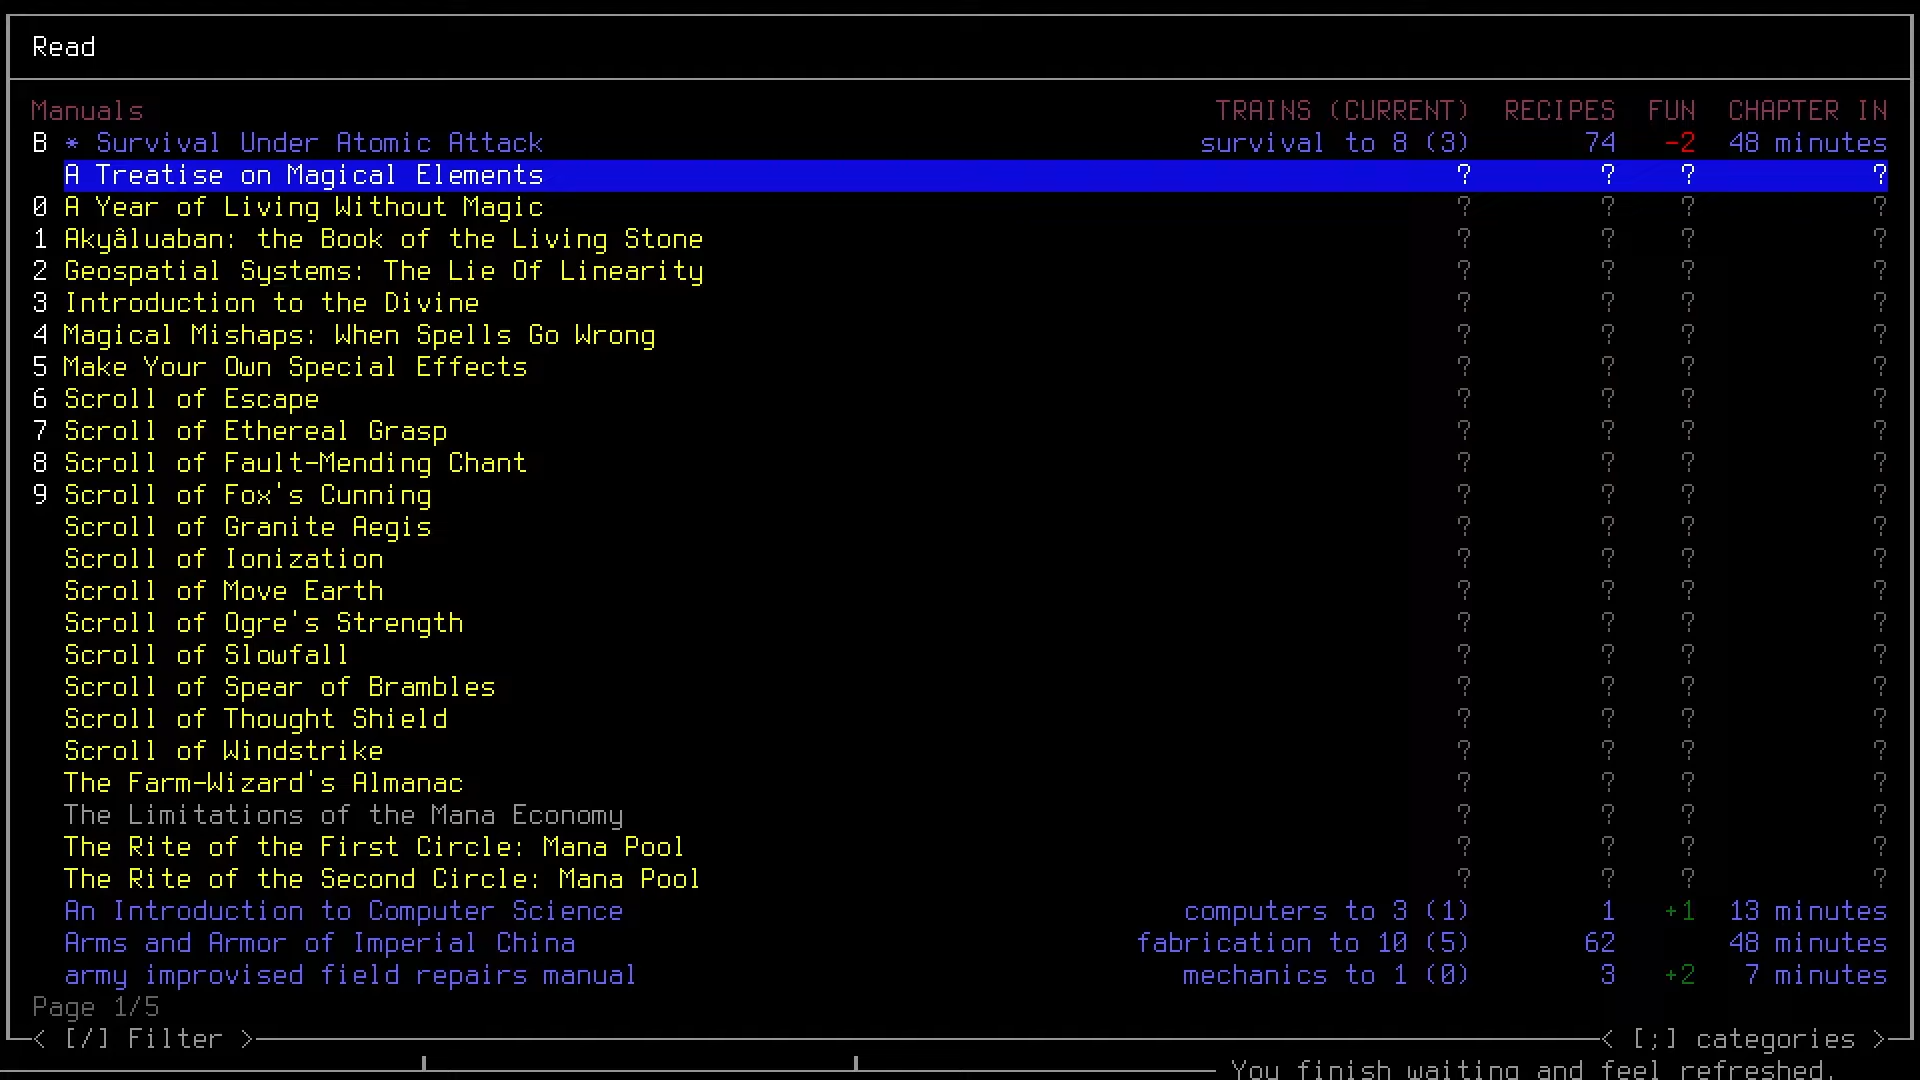 Read
Manuals TRAINS (CURRENT) RECIPES FUN CHAPTER IN
B * Survival Under Atomic Attack survival to 8 (3) 74 -2 48 minutes
A Treatise on Magical Elements ? ? ? ?
0 A Year of Living Without Magic ? ? ? ?
1 Akyâluaban: the Book of the Living Stone ? ? ? ?
2 Geospatial Systems: The Lie Of Linearity ? ? ? ?
3 Introduction to the Divine ? ? ? ?
4 Magical Mishaps: When Spells Go Wrong ? ? ? ?
5 Make Your Own Special Effects ? ? ? ?
6 Scroll of Escape ? ? ? ?
7 Scroll of Ethereal Grasp ? ? ? ?
8 Scroll of Fault-Mending Chant ? ? ? ?
9 Scroll of Fox's Cunning ? ? ? ?
Scroll of Granite Aegis ? ? ? ?
Scroll of Ionization ? ? ? ?
Scroll of Move Earth ? ? ? ?
Scroll of Ogre's Strength ? ? ? ?
Scroll of Slowfall ? ? ? ?
Scroll of Spear of Brambles ? ? ? ?
Scroll of Thought Shield ? ? ? ?
Scroll of Windstrike ? ? ? ?
The Farm-Wizard's Almanac ? ? ? ?
The Limitations of the Mana Economy ? ? ? ?
The Rite of the First Circle: Mana Pool ? ? ? ?
The Rite of the Second Circle: Mana Pool ? ? ? ?
An Introduction to Computer Science computers to 3 (1) 1 +1 13 minutes
Arms and Armor of Imperial China fabrication to 10 (5) 62 48 minutes
army improvised field repairs manual mechanics to 1 (0) 3 +2 7 minutes
Page 1/5
< [/] Filter > < [;] categories >
You finish waiting and feel refreshed.